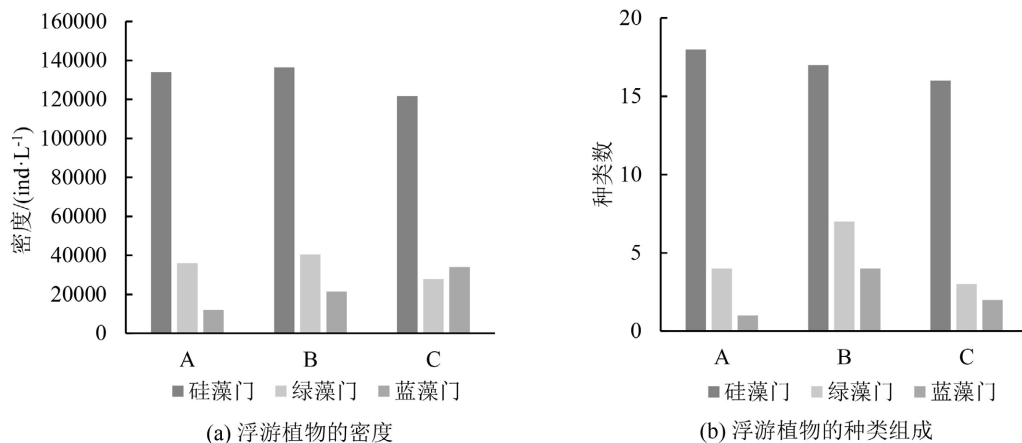 160000
140000
120000
100000
80000
60000
40000
20000
0
密度/(ind·L⁻¹)
A B C
硅藻门 绿藻门 蓝藻门
(a) 浮游植物的密度
20
15
10
5
0
种类数
A B C
硅藻门 绿藻门 蓝藻门
(b) 浮游植物的种类组成